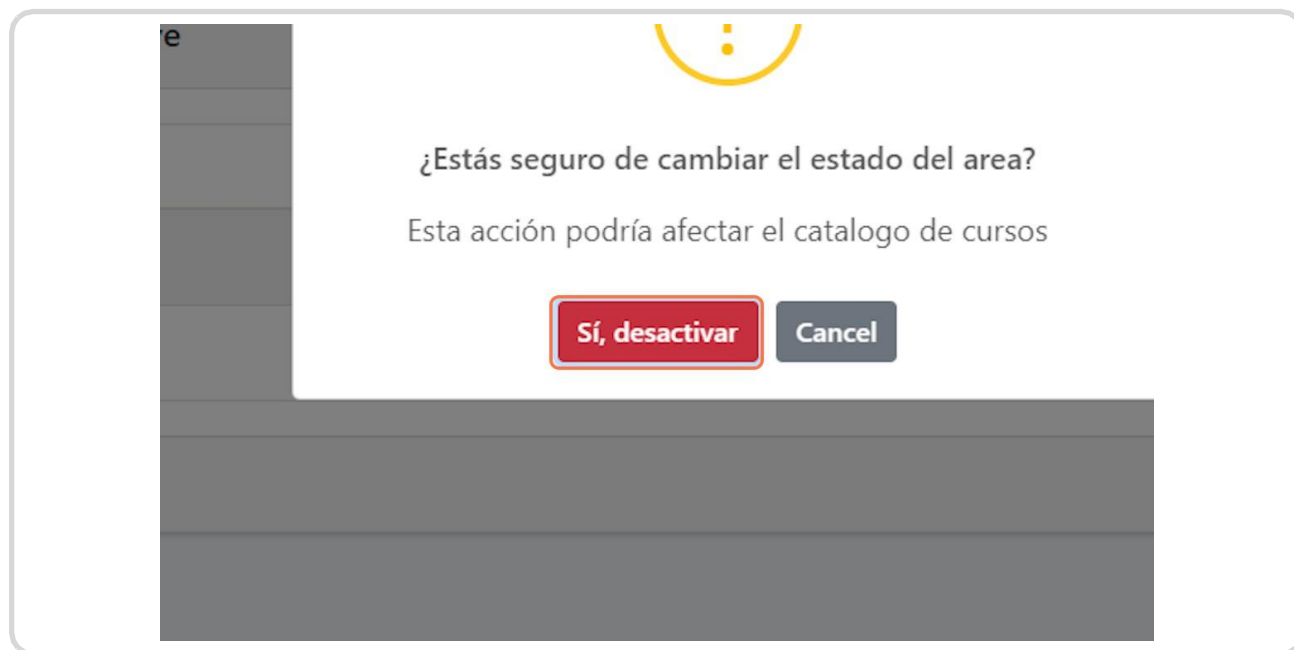 ¿Estás seguro de cambiar el estado del area?
Esta acción podría afectar el catalogo de cursos
Sí, desactivar
Cancel